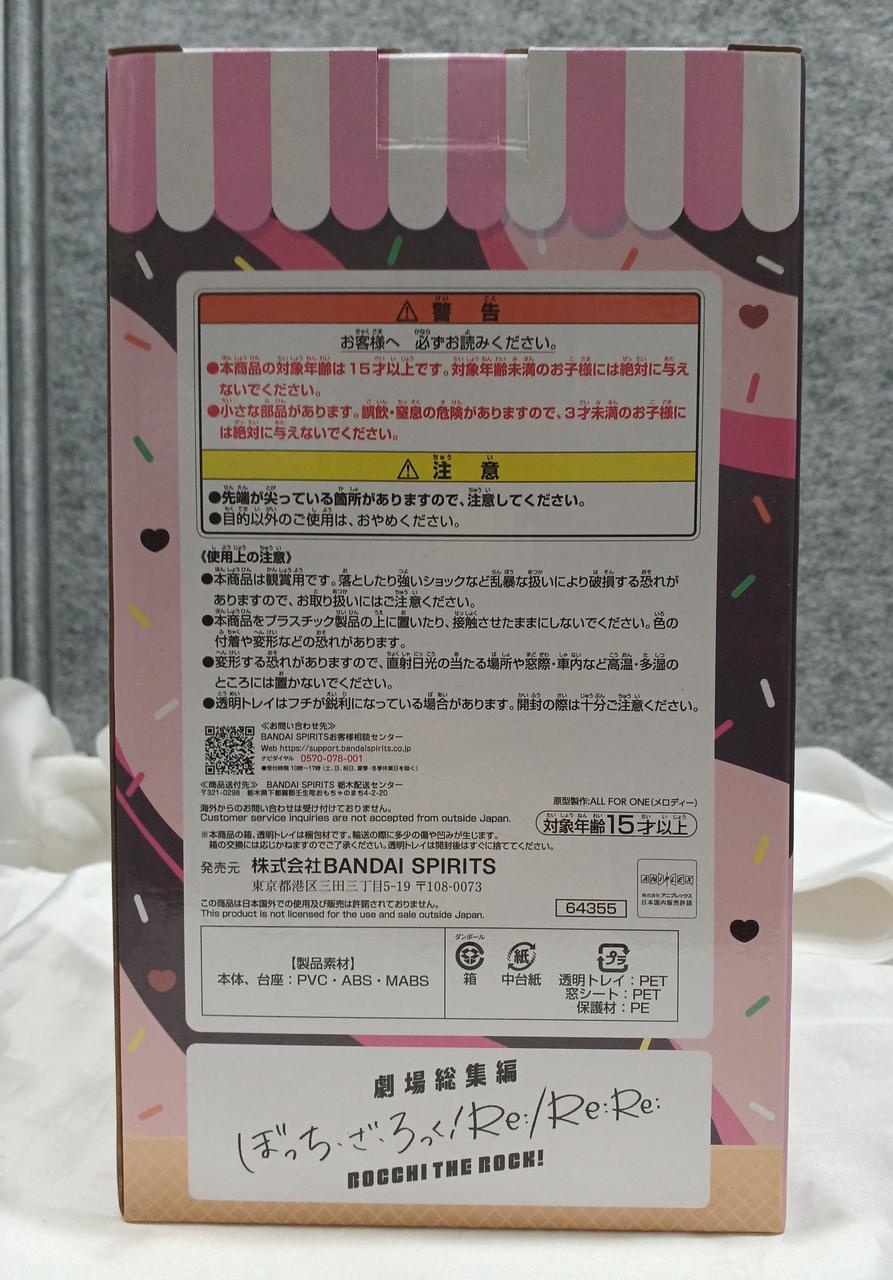 警告
お客様へ 必ずお読みください。
●本商品の対象年齢は15才以上です。対象年齢未満のお子様には絶対に与え
ないでください。
●小さな部品があります。誤飲・窒息の危険がありますので、3才未満のお子様に
は絶対に与えないでください。
注意
●先端が尖っている箇所がありますので、注意してください。
●目的以外のご使用は、おやめください。
《使用上の注意》
●本商品は観賞用です。落としたり強いショックなど乱暴な扱いにより破損する恐れが
ありますので、お取り扱いにはご注意ください。
●本商品をプラスチック製品の上に置いたり、接触させたままにしないでください。色の
付着や変形などの恐れがあります。
●変形する恐れがありますので、直射日光の当たる場所や窓際・車内など高温・多湿の
ところには置かないでください。
●透明トレイはフチが鋭利になっている場合があります。開封の際は十分ご注意ください。
≪お問い合わせ先≫
BANDAI SPIRITSお客様相談センター
Web https://support.bandaispirits.co.jp
ナビダイヤル 0570-078-001
●受付時間 10時～17時(土、日、祝日、夏季・冬季休業日を除く)
≪商品送付先≫ BANDAI SPIRITS 栃木配送センター
〒321-0298 栃木県下都賀郡壬生町おもちゃのまち4-2-20
海外からのお問い合わせは受け付けておりません。
Customer service inquiries are not accepted from outside Japan.
※本商品の箱、透明トレイは梱包材です。輸送の際に多少の傷や凹みが生じます。
箱の交換には応じかねますのでご了承ください。透明トレイは開封後はすぐに捨ててください。
原型製作:ALL FOR ONE(メロディー)
対象年齢15才以上
発売元 株式会社BANDAI SPIRITS
東京都港区三田三丁目5-19 〒108-0073
この商品は日本国外での使用及び販売は許諾されておりません。
This product is not licensed for the use and sale outside Japan.
64355
ANIPLEX
株式会社 アニプレックス
日本国内販売許諾
【製品素材】
本体、台座：PVC・ABS・MABS
ダンボール
箱
紙
中台紙
プラ
透明トレイ：PET
窓シート：PET
保護材：PE
劇場総集編
ぼっち・ざ・ろっく!Re:/Re:Re:
BOCCHI THE ROCK!